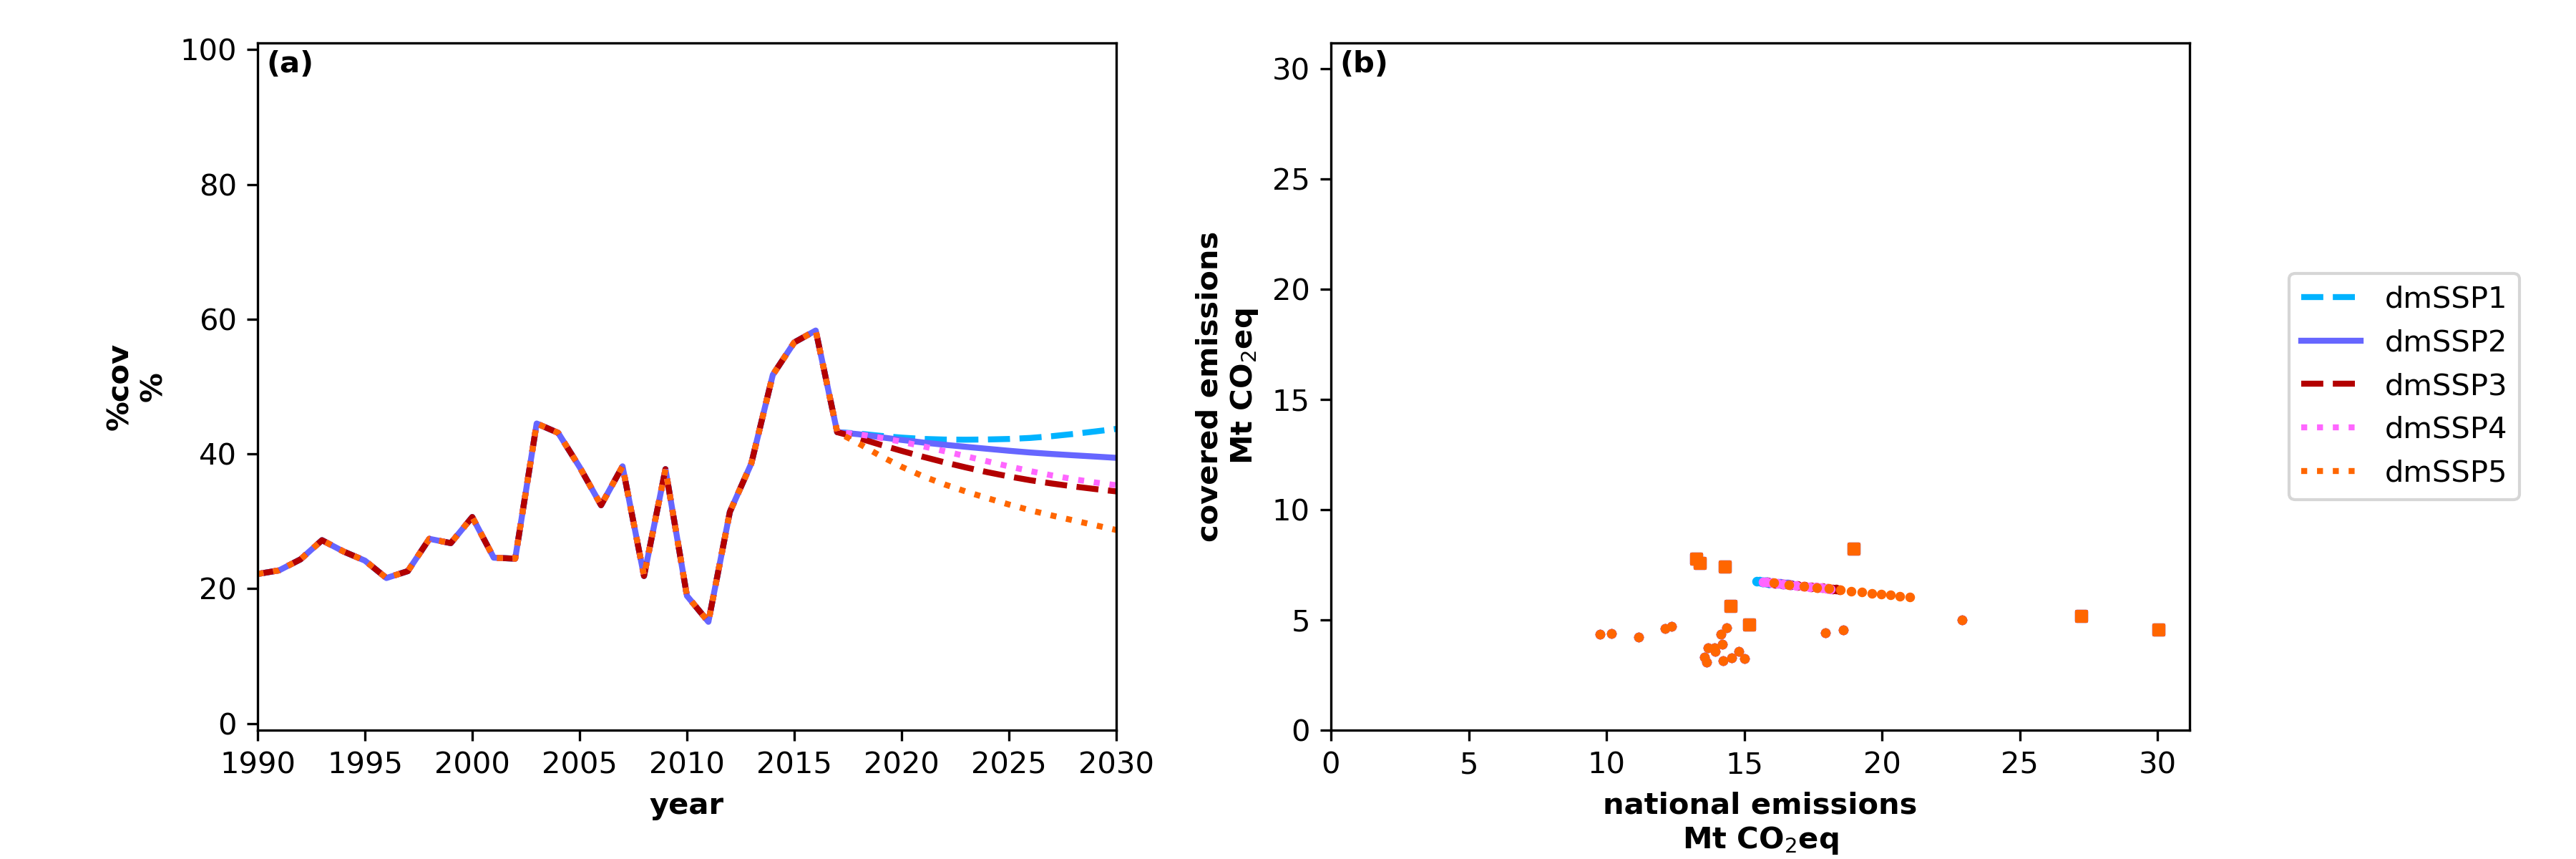 (a)
100
80
60
40
20
0
%cov
%
1990 1995 2000 2005 2010 2015 2020 2025 2030
year
(b)
30
25
20
15
10
5
0
covered emissions
Mt CO₂eq
0 5 10 15 20 25 30
national emissions
Mt CO₂eq
dmSSP1
dmSSP2
dmSSP3
dmSSP4
dmSSP5